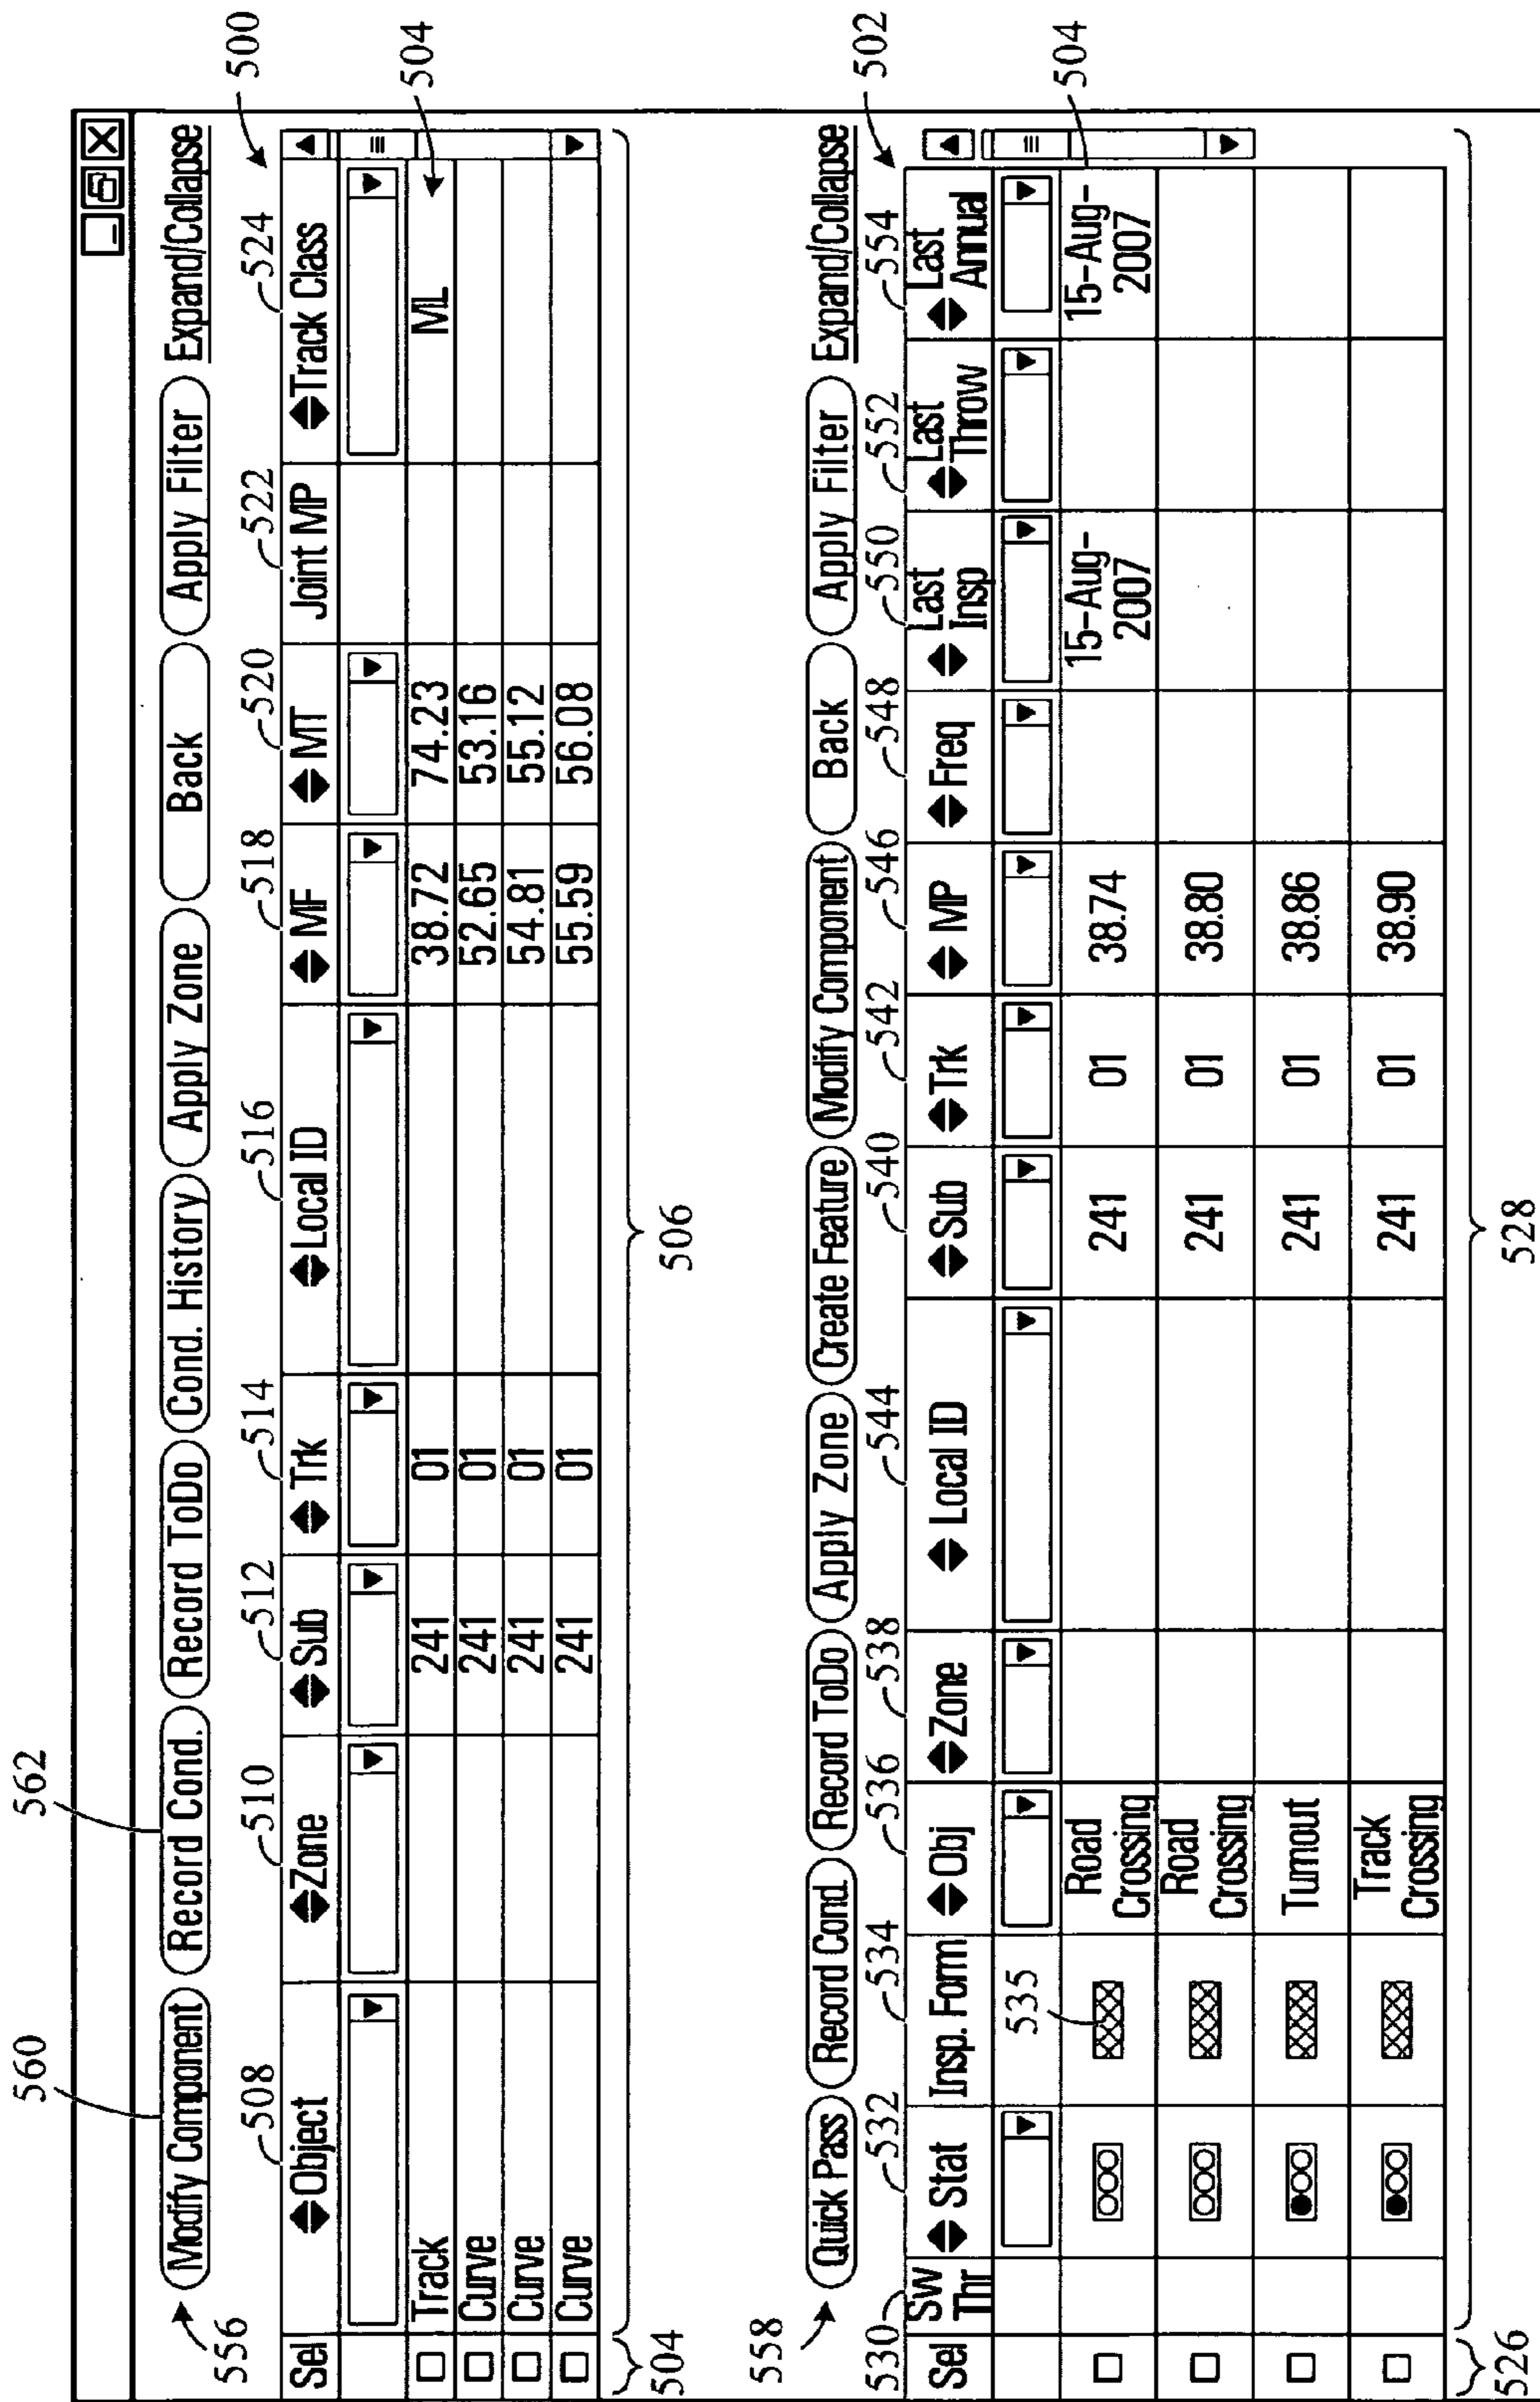 560 562
556 Modify Component Record Cond. Record ToDo Cond. History Apply Zone Back Apply Filter Expand/Collapse
508 510 512 514 516 518 520 522 524 500
Sel Object Zone Sub Trk Local ID MF MT Joint MP Track Class
Track 241 01 38.72 74.23 ML 504
Curve 241 01 52.65 53.16
Curve 241 01 54.81 55.12
Curve 241 01 55.59 56.08
504 506
558 Quick Pass Record Cond. Record ToDo Apply Zone Create Feature Modify Component Back Apply Filter Expand/Collapse
530 532 534 536 538 544 540 542 546 548 550 552 554 502
Sel Sw Stat Insp. Form Obj Zone Local ID Sub Trk MP Freq Last Last Last
Thr Insp Throw Annual
535 504
Road 241 01 38.74 15-Aug- 15-Aug-
Crossing 2007 2007
Road 241 01 38.80
Crossing
Turnout 241 01 38.86
Track 241 01 38.90
Crossing
526 528